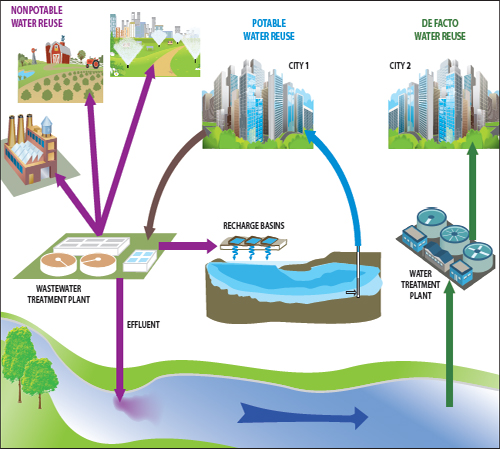 NONPOTABLE
WATER REUSE
POTABLE
WATER REUSE
DE FACTO
WATER REUSE
CITY 1
CITY 2
RECHARGE BASINS
WASTEWATER
TREATMENT PLANT
WATER
TREATMENT
PLANT
EFFLUENT